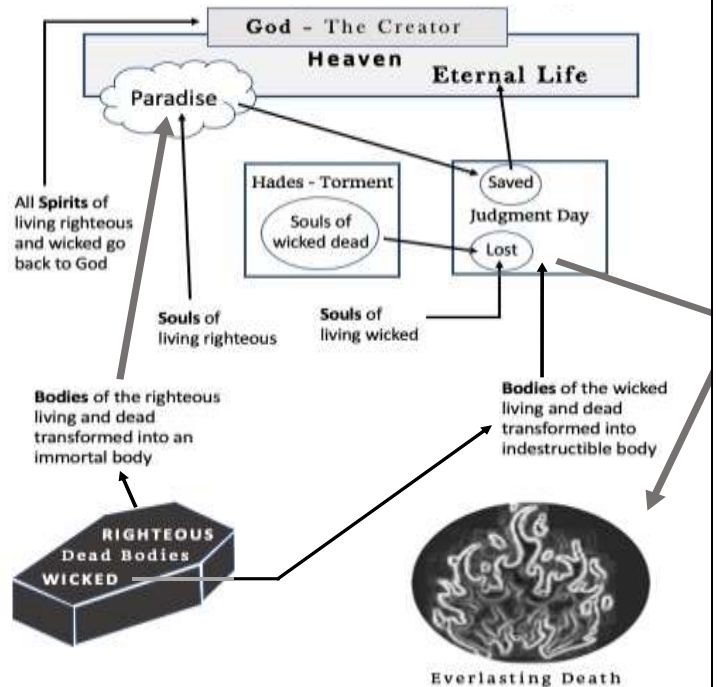 God – The Creator
Heaven
Eternal Life
Paradise
All Spirits of
living righteous
and wicked go
back to God
Hades - Torment
Souls of
wicked dead
Saved
Judgment Day
Lost
Souls of
living righteous
Souls of
living wicked
Bodies of the righteous
living and dead
transformed into an
immortal body
Bodies of the wicked
living and dead
transformed into
indestructible body
RIGHTEOUS
Dead Bodies
WICKED
Everlasting Death